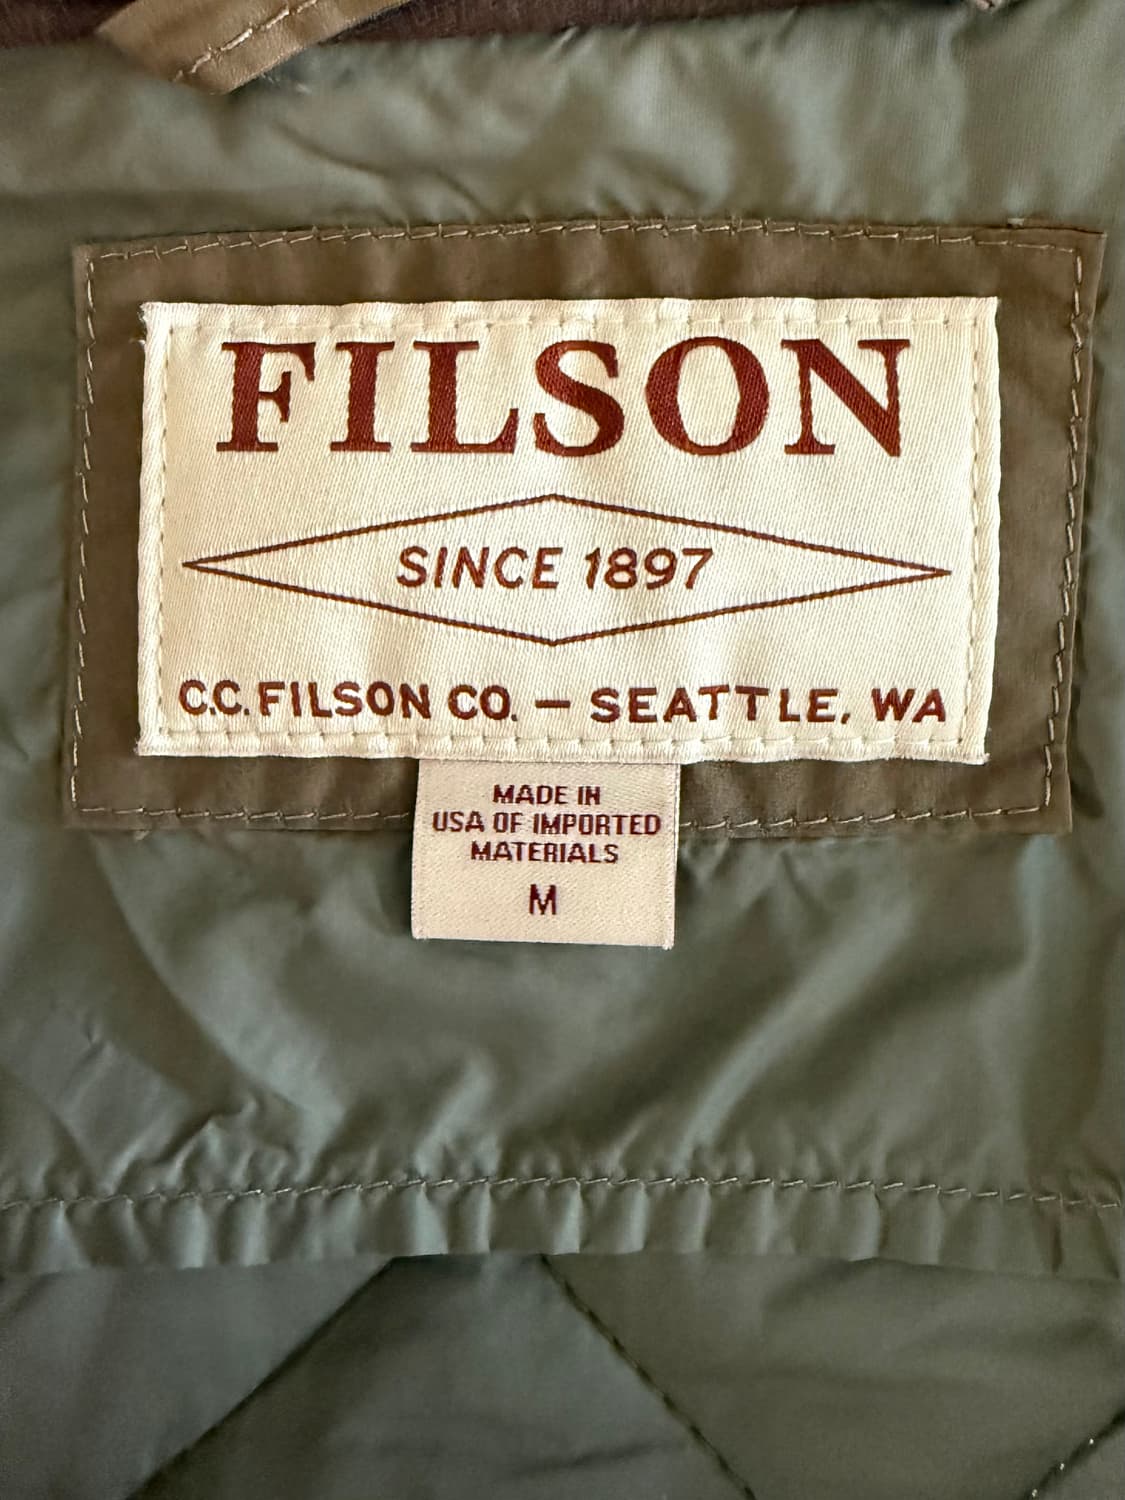 FILSON
SINCE 1897
C.C. FILSON CO. — SEATTLE, WA
MADE IN
USA OF IMPORTED
MATERIALS
M